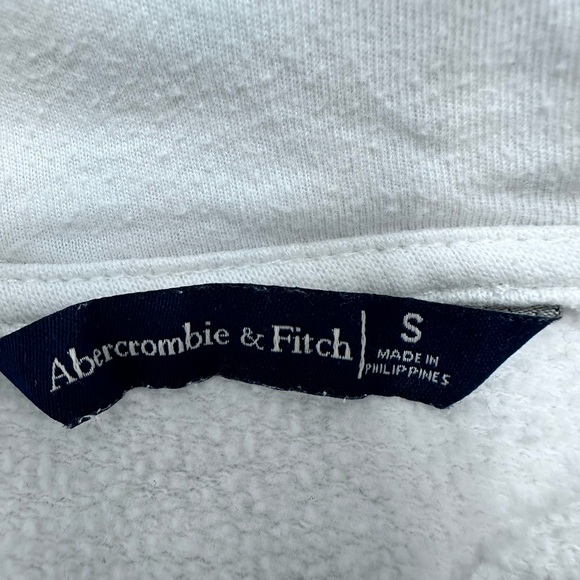 Abercrombie & Fitch
S
MADE IN
PHILIPPINES